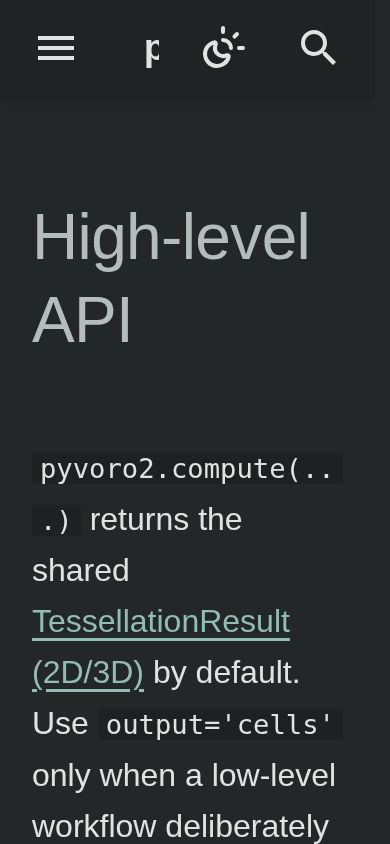 p
High-level
API
pyvoro2.compute(..
.) returns the
shared
TessellationResult
(2D/3D) by default.
Use output='cells'
only when a low-level
workflow deliberately